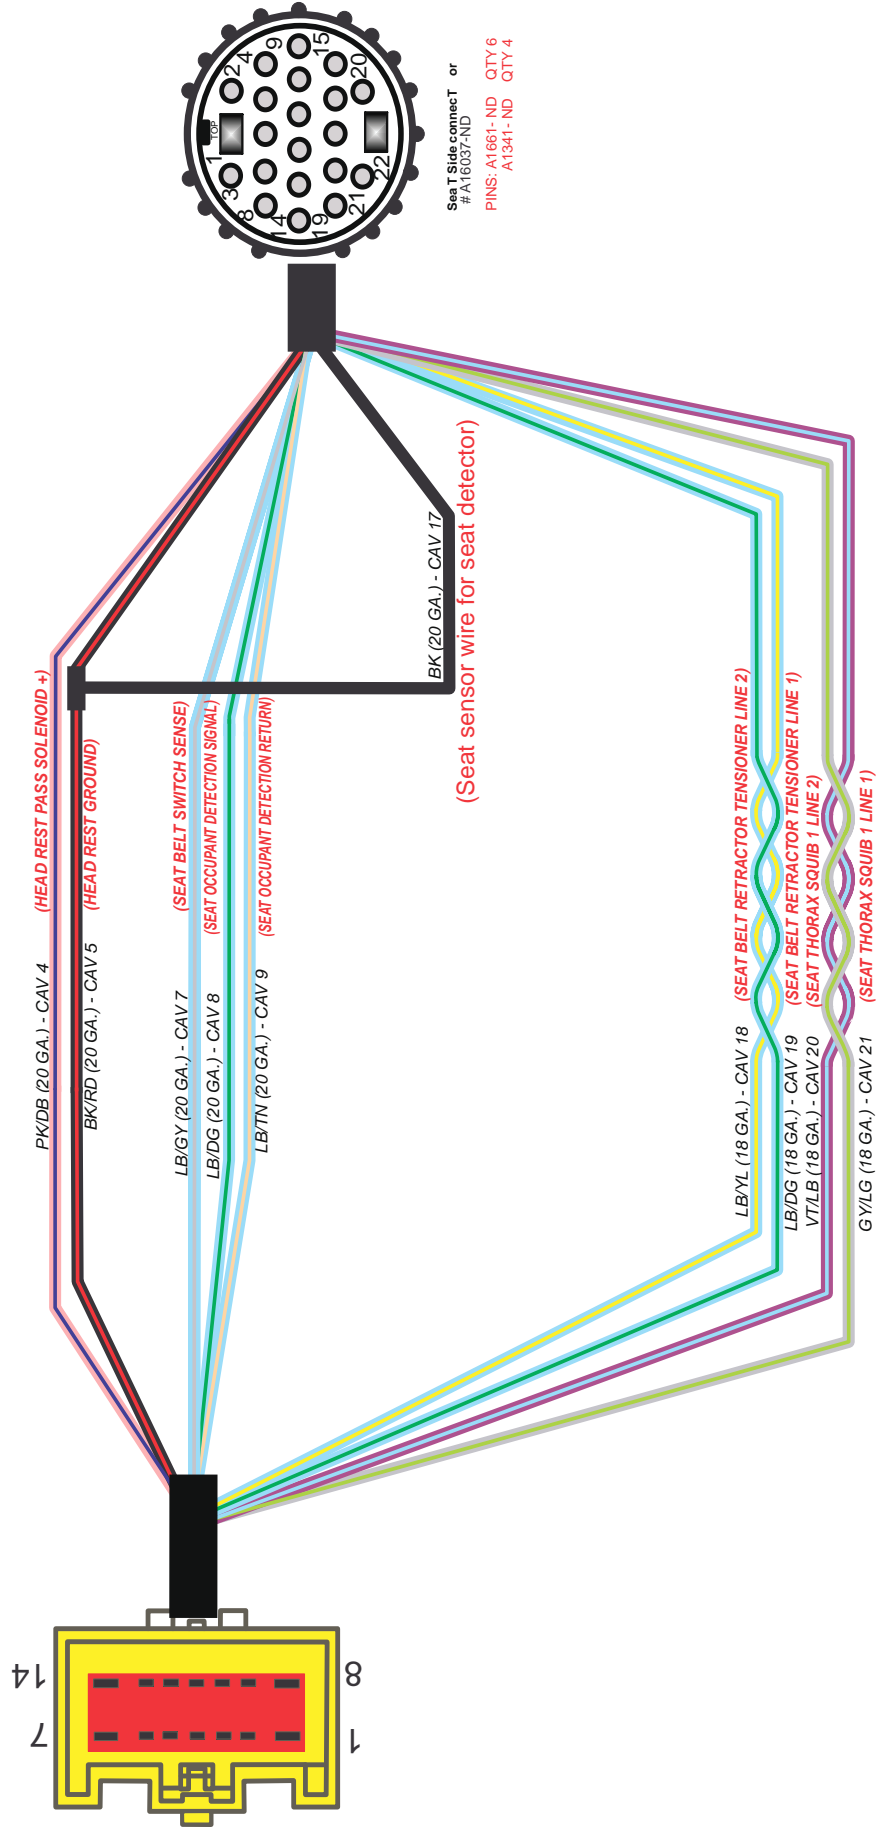 1
2
3
4
8
9
14
15
19
20
21
22
TOP
SeaT Side connecT or
# A16037-ND
PINS: A1661- ND QTY 6
A1341- ND QTY 4
PK/DB (20 GA.) - CAV 4
(HEAD REST PASS SOLENOID +)
BK/RD (20 GA.) - CAV 5
(HEAD REST GROUND)
LB/GY (20 GA.) - CAV 7
(SEAT BELT SWITCH SENSE)
LB/DG (20 GA.) - CAV 8
(SEAT OCCUPANT DETECTION SIGNAL)
LB/TN (20 GA.) - CAV 9
(SEAT OCCUPANT DETECTION RETURN)
BK (20 GA.) - CAV 17
(Seat sensor wire for seat detector)
LB/YL (18 GA.) - CAV 18
(SEAT BELT RETRACTOR TENSIONER LINE 2)
LB/DG (18 GA.) - CAV 19
(SEAT BELT RETRACTOR TENSIONER LINE 1)
VT/LB (18 GA.) - CAV 20
(SEAT THORAX SQUIB 1 LINE 2)
GY/LG (18 GA.) - CAV 21
(SEAT THORAX SQUIB 1 LINE 1)
14
8
7
1